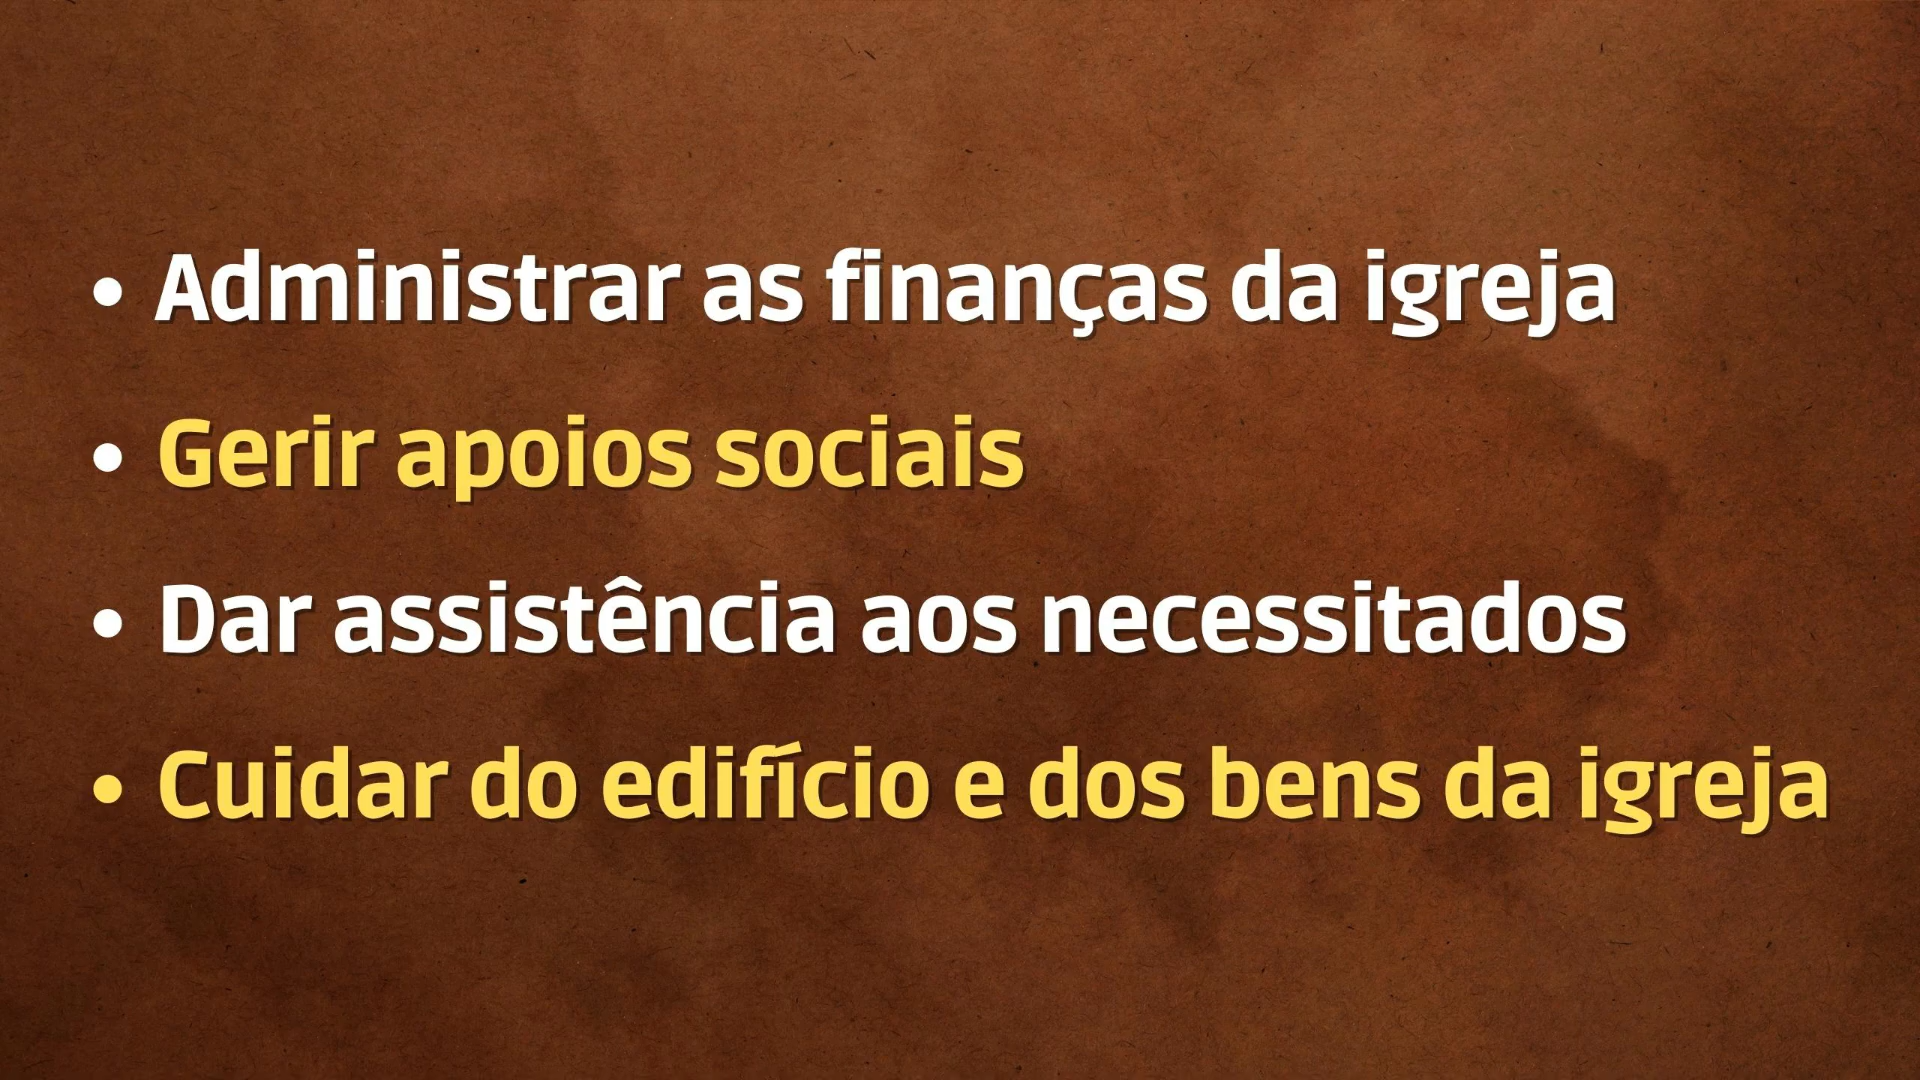 • Administrar as finanças da igreja
• Gerir apoios sociais
• Dar assistência aos necessitados
• Cuidar do edifício e dos bens da igreja